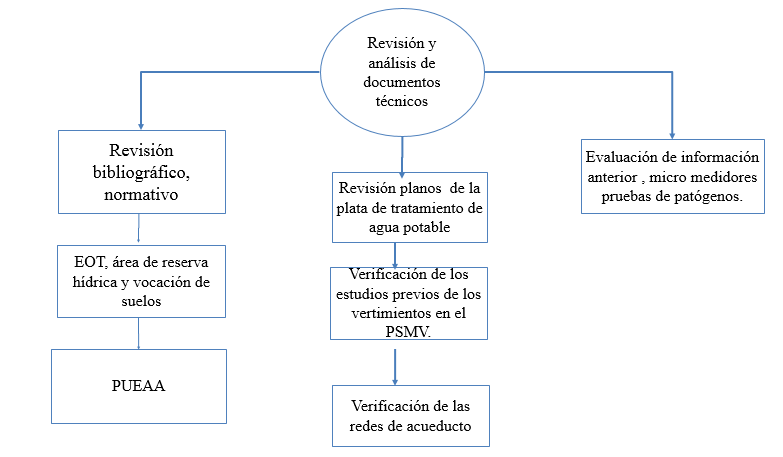 Revisión y
análisis de
documentos
técnicos
Revisión
bibliográfico,
normativo
EOT, área de reserva
hídrica y vocación de
suelos
PUEAA
Revisión planos de la
plata de tratamiento de
agua potable
Verificación de los
estudios previos de los
vertimientos en el
PSMV.
Verificación de las
redes de acueducto
Evaluación de información
anterior , micro medidores
pruebas de patógenos.